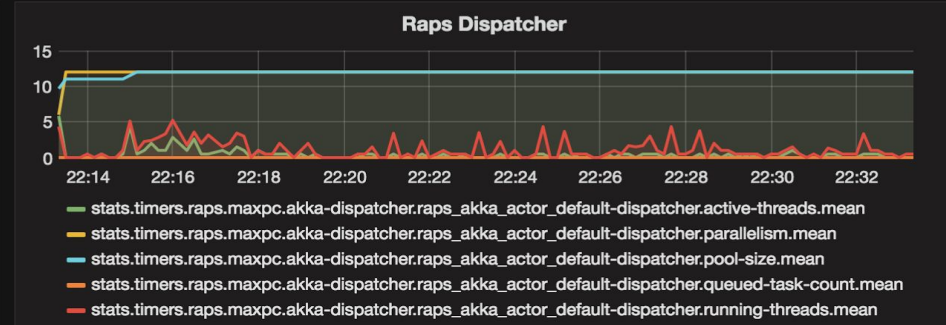 Raps Dispatcher
15
10
5
0
22:14 22:16 22:18 22:20 22:22 22:24 22:26 22:28 22:30 22:32
stats.timers.raps.maxpc.akka-dispatcher.raps_akka_actor_default-dispatcher.active-threads.mean
stats.timers.raps.maxpc.akka-dispatcher.raps_akka_actor_default-dispatcher.parallelism.mean
stats.timers.raps.maxpc.akka-dispatcher.raps_akka_actor_default-dispatcher.pool-size.mean
stats.timers.raps.maxpc.akka-dispatcher.raps_akka_actor_default-dispatcher.queued-task-count.mean
stats.timers.raps.maxpc.akka-dispatcher.raps_akka_actor_default-dispatcher.running-threads.mean